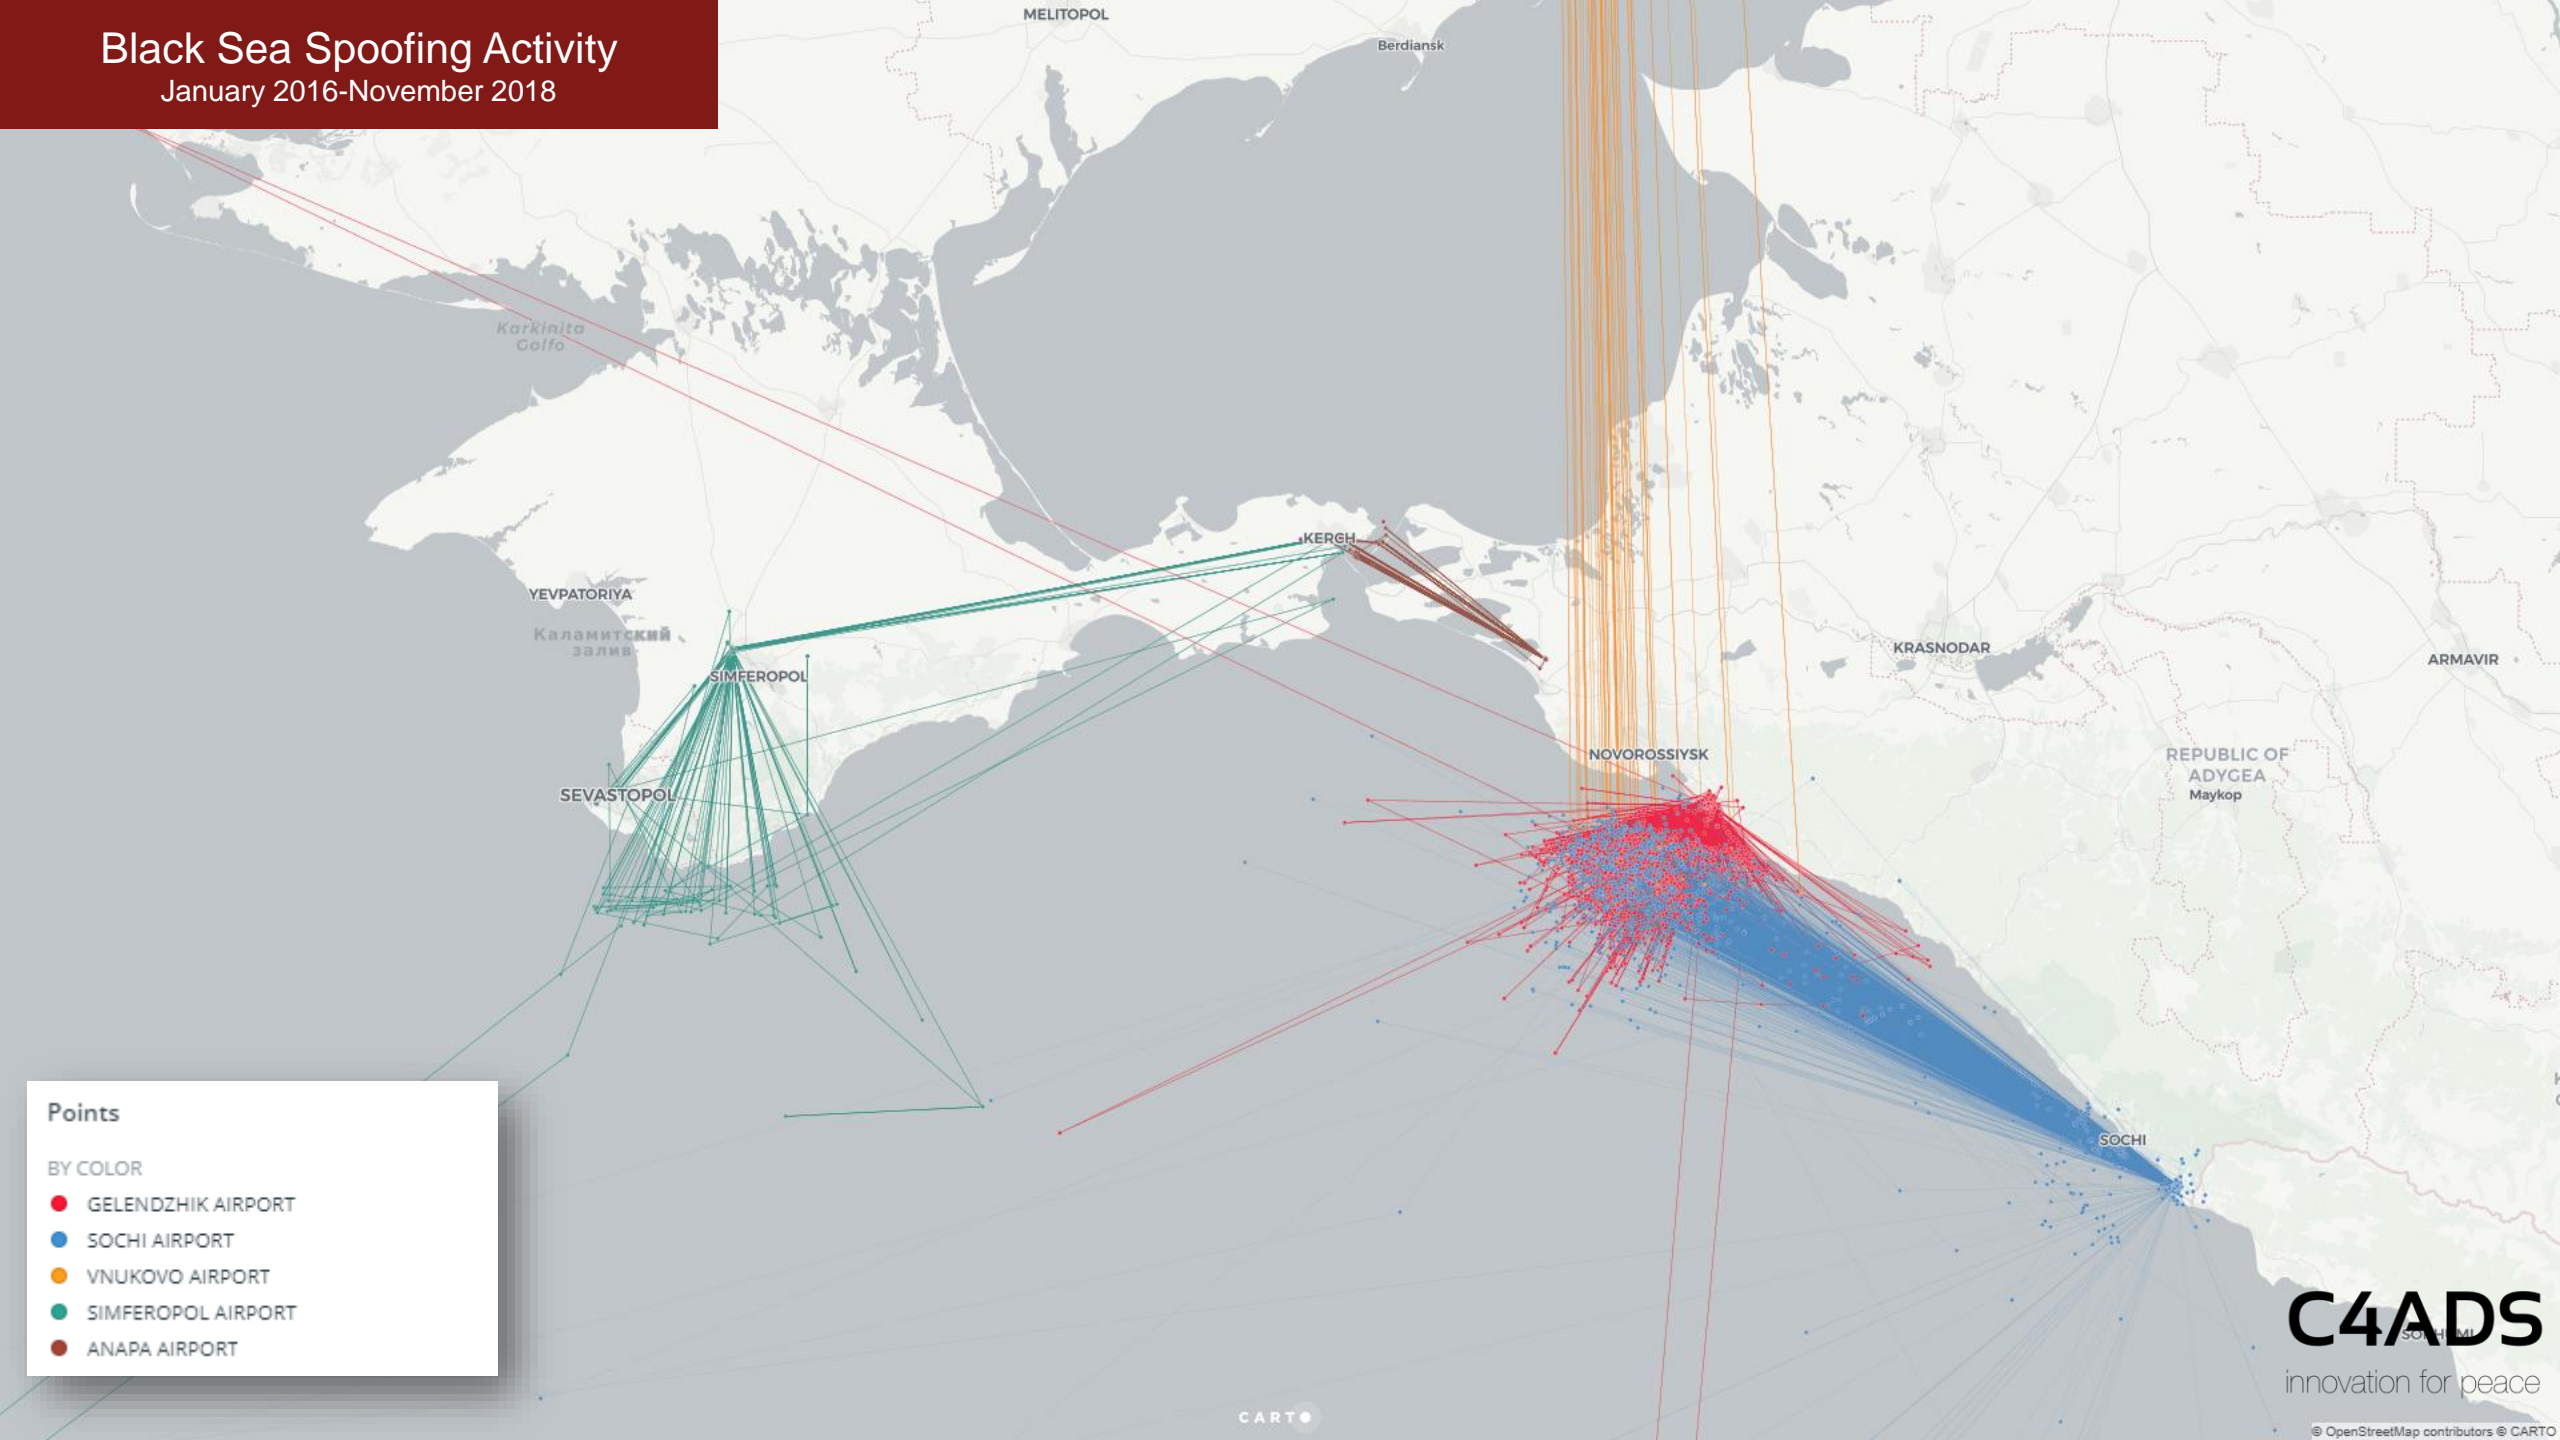 Black Sea Spoofing Activity
January 2016-November 2018
MELITOPOL
Berdiansk
Karkinita
Golfo
KERCH
YEVPATORIYA
Каламитский
залив
SIMFEROPOL
KRASNODAR
ARMAVIR
NOVOROSSIYSK
REPUBLIC OF
ADYGEA
Maykop
SEVASTOPOL
SOCHI
Points
BY COLOR
GELENDZHIK AIRPORT
SOCHI AIRPORT
VNUKOVO AIRPORT
SIMFEROPOL AIRPORT
ANAPA AIRPORT
C4ADS
innovation for peace
CARTO
© OpenStreetMap contributors © CARTO